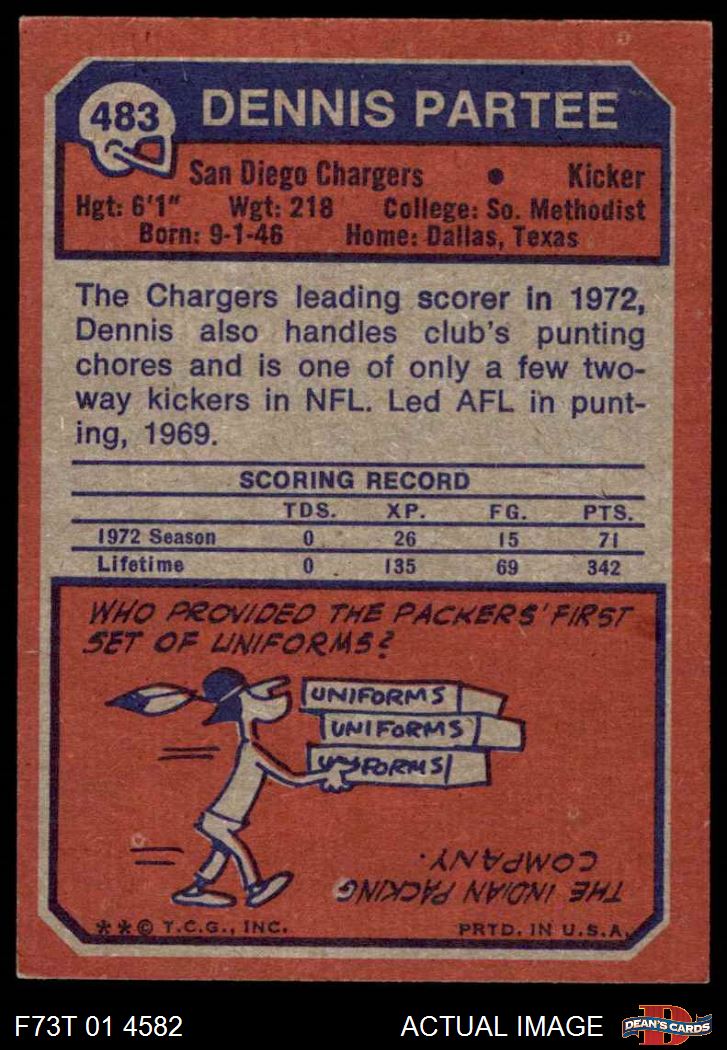 483
DENNIS PARTEE
San Diego Chargers • Kicker
Hgt: 6'1" Wgt: 218 College: So. Methodist
Born: 9-1-46 Home: Dallas, Texas
The Chargers leading scorer in 1972,
Dennis also handles club's punting
chores and is one of only a few two-
way kickers in NFL. Led AFL in punt-
ing, 1969.
SCORING RECORD
TDS. XP. FG. PTS.
1972 Season 0 26 15 71
Lifetime 0 135 69 342
WHO PROVIDED THE PACKERS' FIRST
SET OF UNIFORMS?
UNIFORMS
UNIFORMS
UNIFORMS
THE INDIAN PACKING
COMPANY.
**© T.C.G., INC. PRTD. IN U.S.A.
F73T 01 4582 ACTUAL IMAGE
D
DEAN'S CARDS